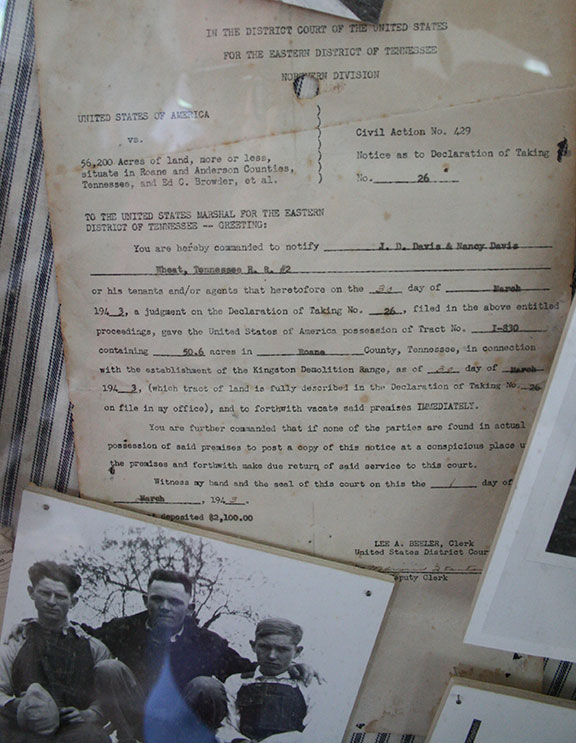 IN THE DISTRICT COURT OF THE UNITED STATES
FOR THE EASTERN DISTRICT OF TENNESSEE
NORTHERN DIVISION
UNITED STATES OF AMERICA
vs.
56,200 Acres of land, more or less,
situate in Roane and Anderson Counties,
Tennessee, and Ed C. Browder, et al.
Civil Action No. 429
Notice as to Declaration of Taking
No. 26
TO THE UNITED STATES MARSHAL FOR THE EASTERN
DISTRICT OF TENNESSEE -- GREETING:
You are hereby commanded to notify J. D. Davis & Nancy Davis
Wheat, Tennessee R. R. #2
or his tenants and/or agents that heretofore on the day of March
194 3, a judgment on the Declaration of Taking No. 26, filed in the above entitled
proceedings, gave the United States of America possession of Tract No. I-830
containing 50.6 acres in Roane County, Tennessee, in connection
with the establishment of the Kingston Demolition Range, as of day of March
194 3, (which tract of land is fully described in the Declaration of Taking No. 26
on file in my office), and to forthwith vacate said premises IMMEDIATELY.
You are further commanded that if none of the parties are found in actual
possession of said premises to post a copy of this notice at a conspicuous place u
the premises and forthwith make due return of said service to this court.
Witness my hand and the seal of this court on this the 1 day of
March, 194 3.
deposited $2,100.00
LEE A. BEELER, Clerk
United States District Cour
eputy Clerk